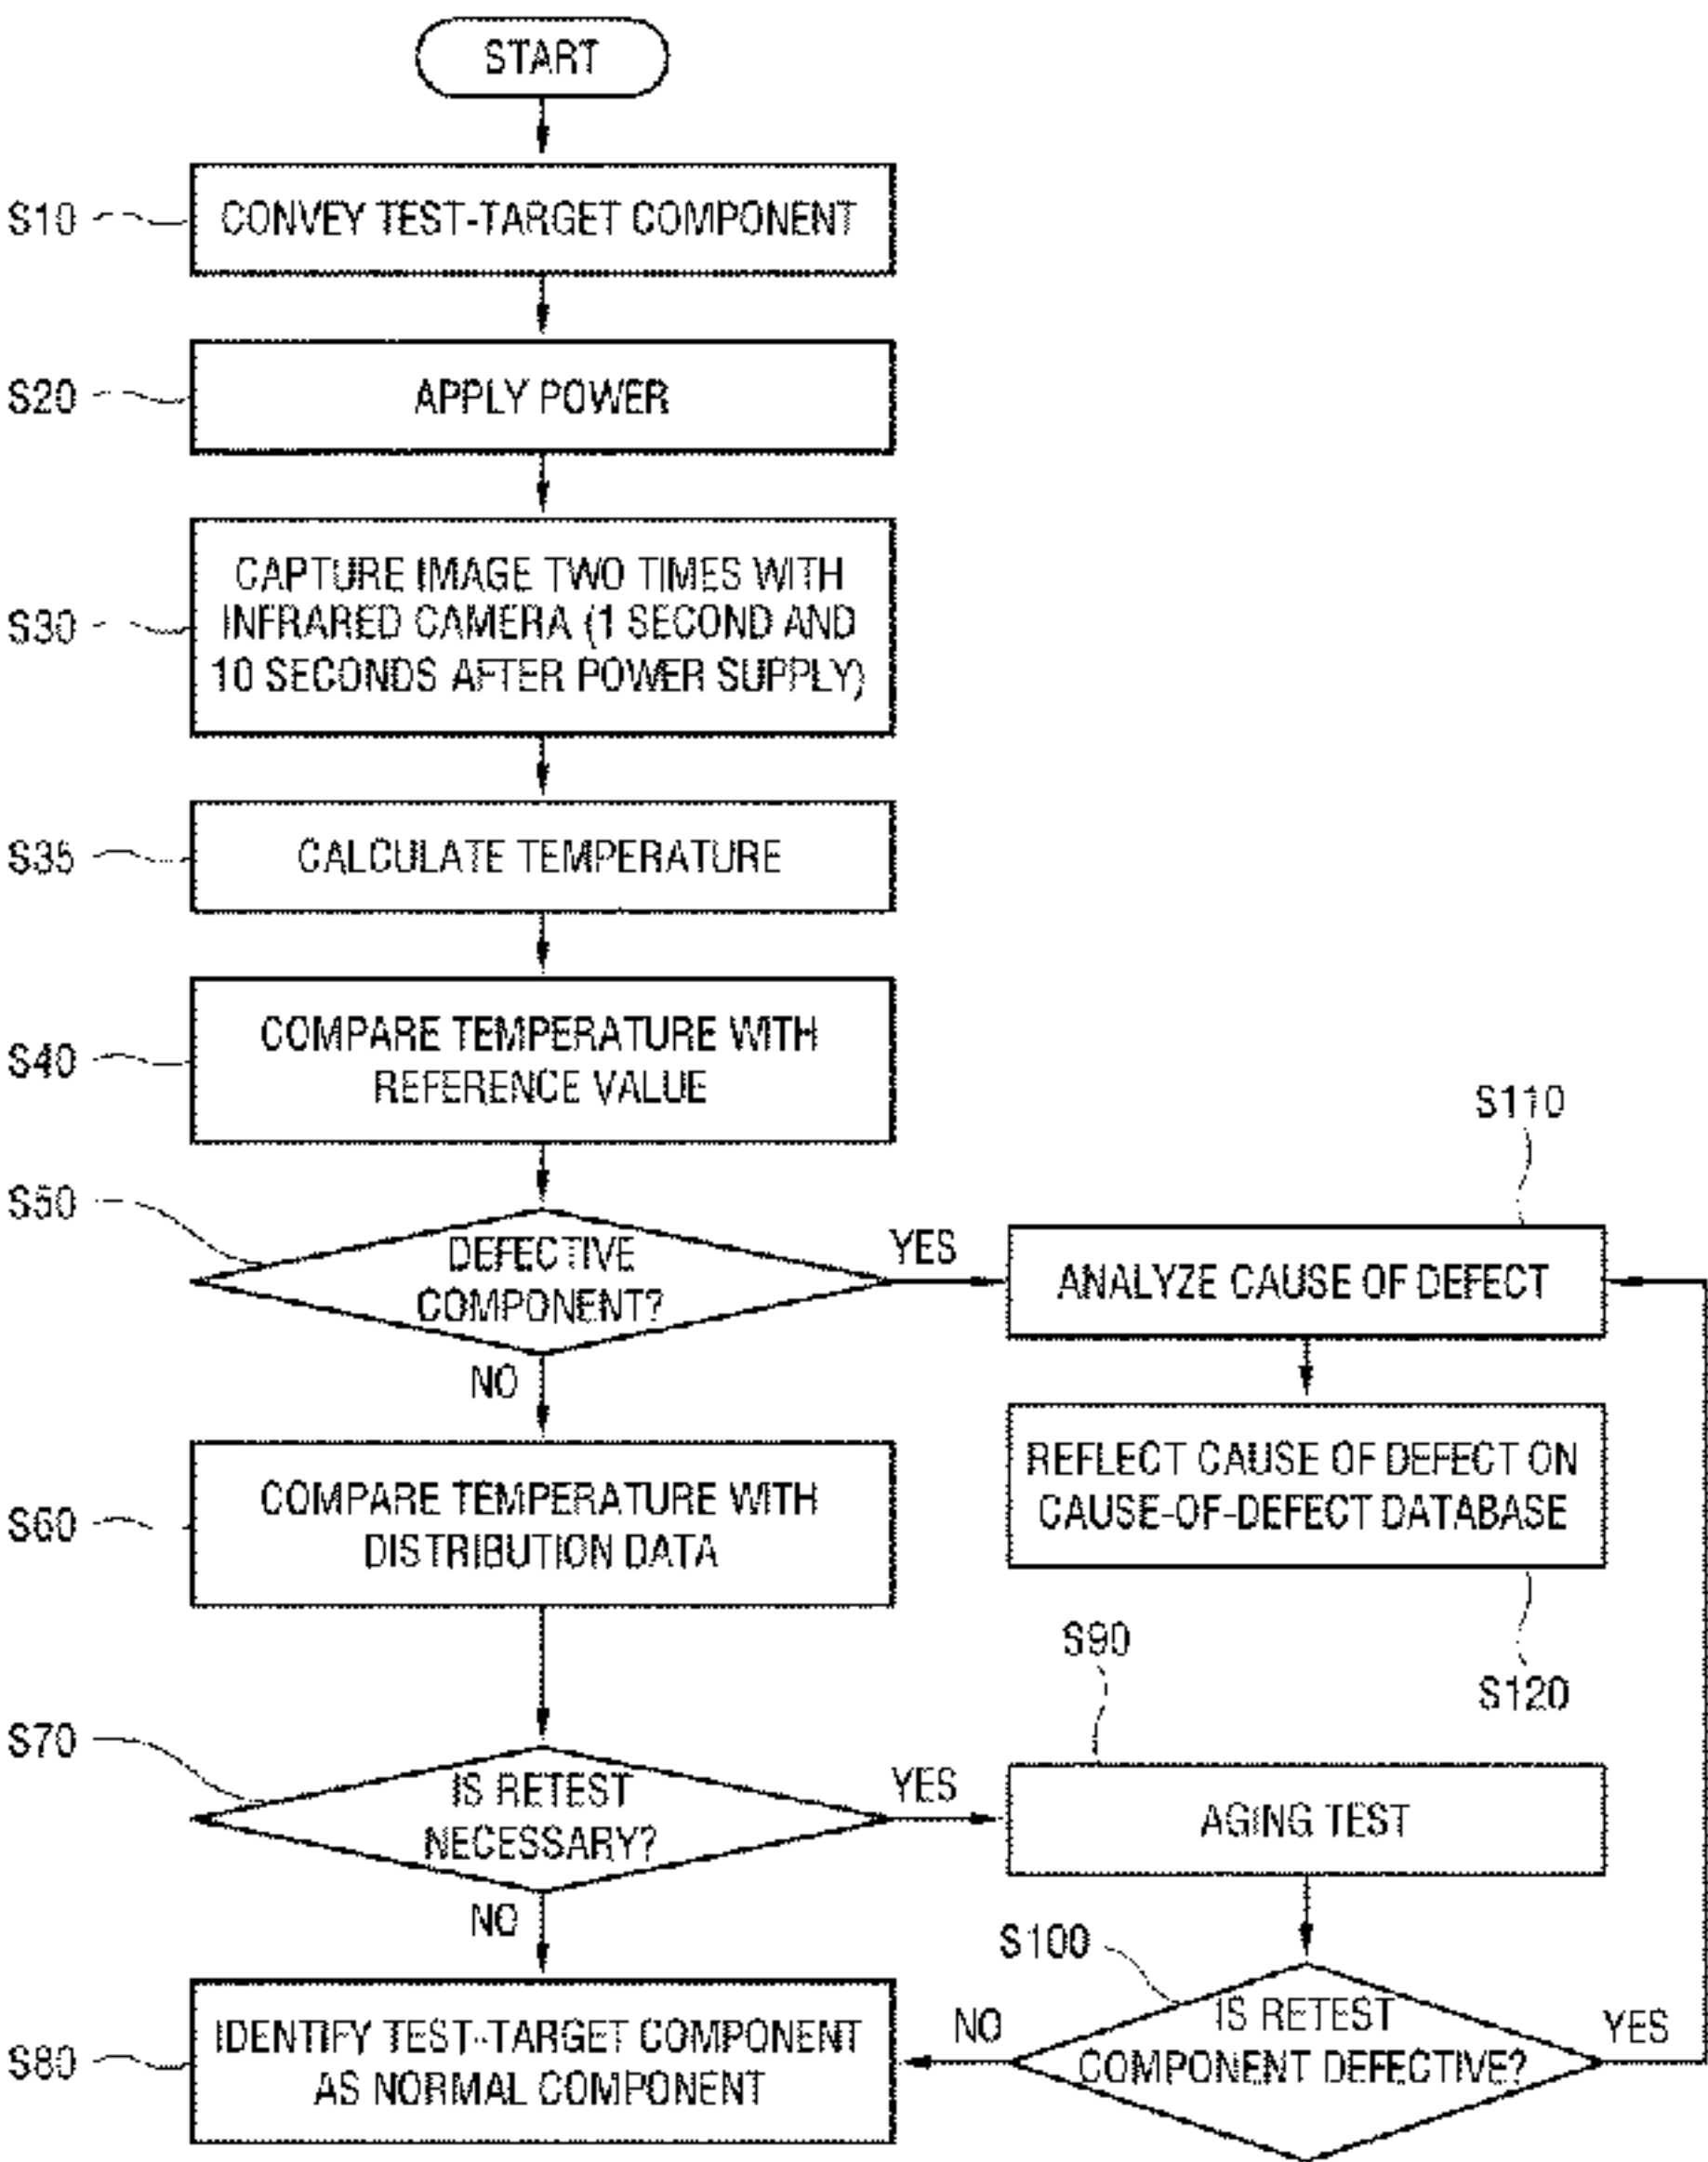 START
S10
CONVEY TEST-TARGET COMPONENT
S20
APPLY POWER
S30
CAPTURE IMAGE TWO TIMES WITH
INFRARED CAMERA (1 SECOND AND
10 SECONDS AFTER POWER SUPPLY)
S35
CALCULATE TEMPERATURE
S40
COMPARE TEMPERATURE WITH
REFERENCE VALUE
S50
DEFECTIVE
COMPONENT?
YES
NO
S110
ANALYZE CAUSE OF DEFECT
REFLECT CAUSE OF DEFECT ON
CAUSE-OF-DEFECT DATABASE
S120
S60
COMPARE TEMPERATURE WITH
DISTRIBUTION DATA
S70
IS RETEST
NECESSARY?
YES
NO
S90
AGING TEST
S100
IS RETEST
COMPONENT DEFECTIVE?
NO
YES
S80
IDENTIFY TEST-TARGET COMPONENT
AS NORMAL COMPONENT